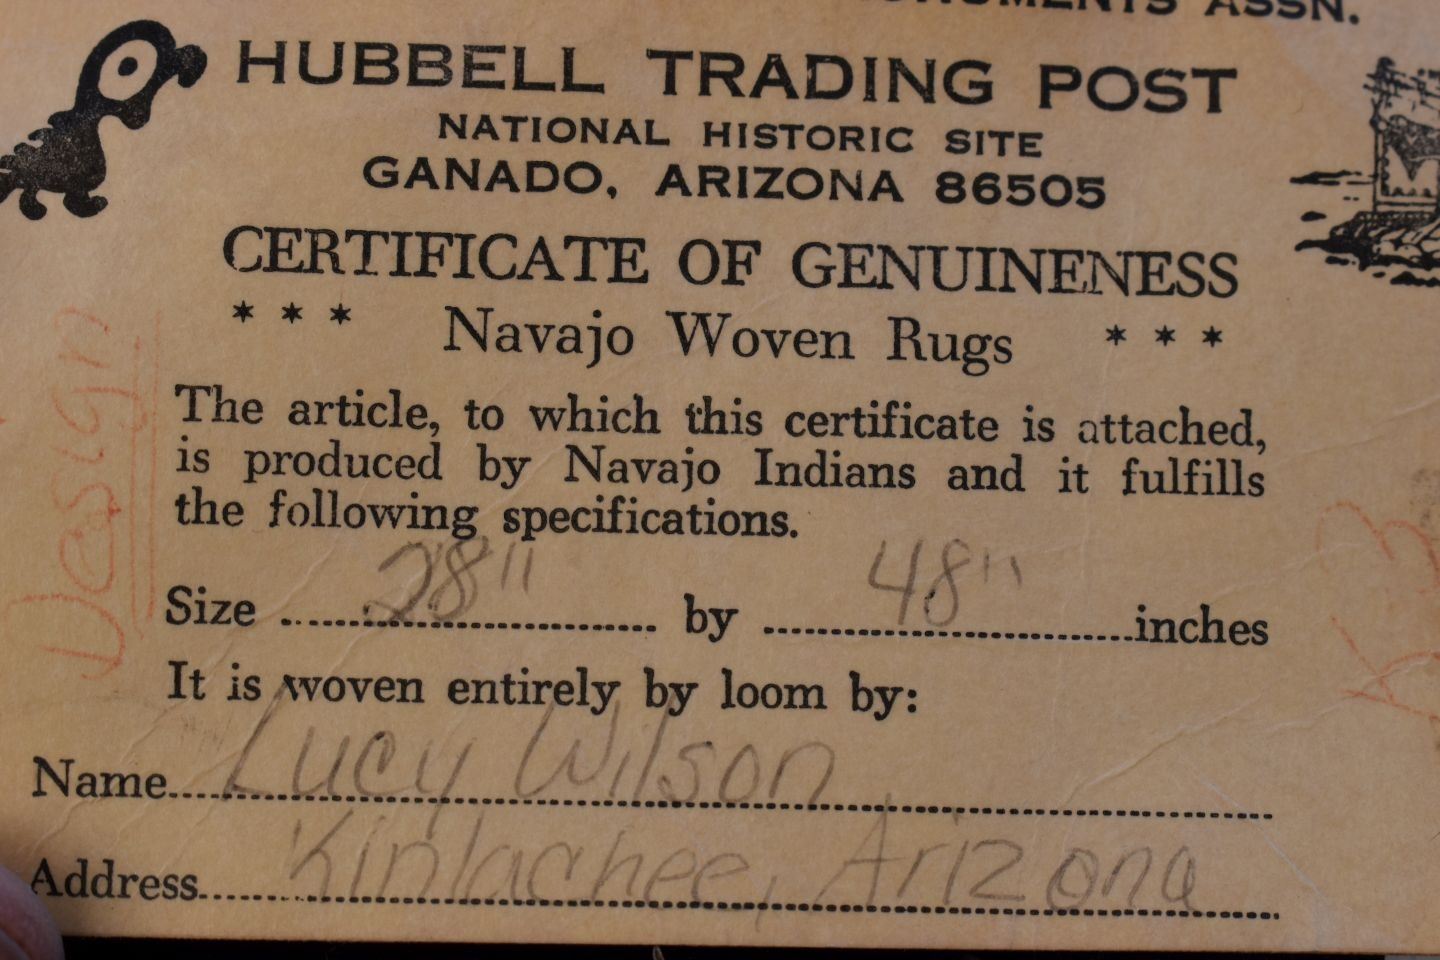 ASSN.
HUBBELL TRADING POST
NATIONAL HISTORIC SITE
GANADO, ARIZONA 86505
CERTIFICATE OF GENUINENESS
* * * Navajo Woven Rugs * * *
The article, to which this certificate is attached,
is produced by Navajo Indians and it fulfills
the following specifications.
Size 28" by 48" inches
It is woven entirely by loom by:
Name Lucy Wilson
Address Kinlachee, Arizona
Design